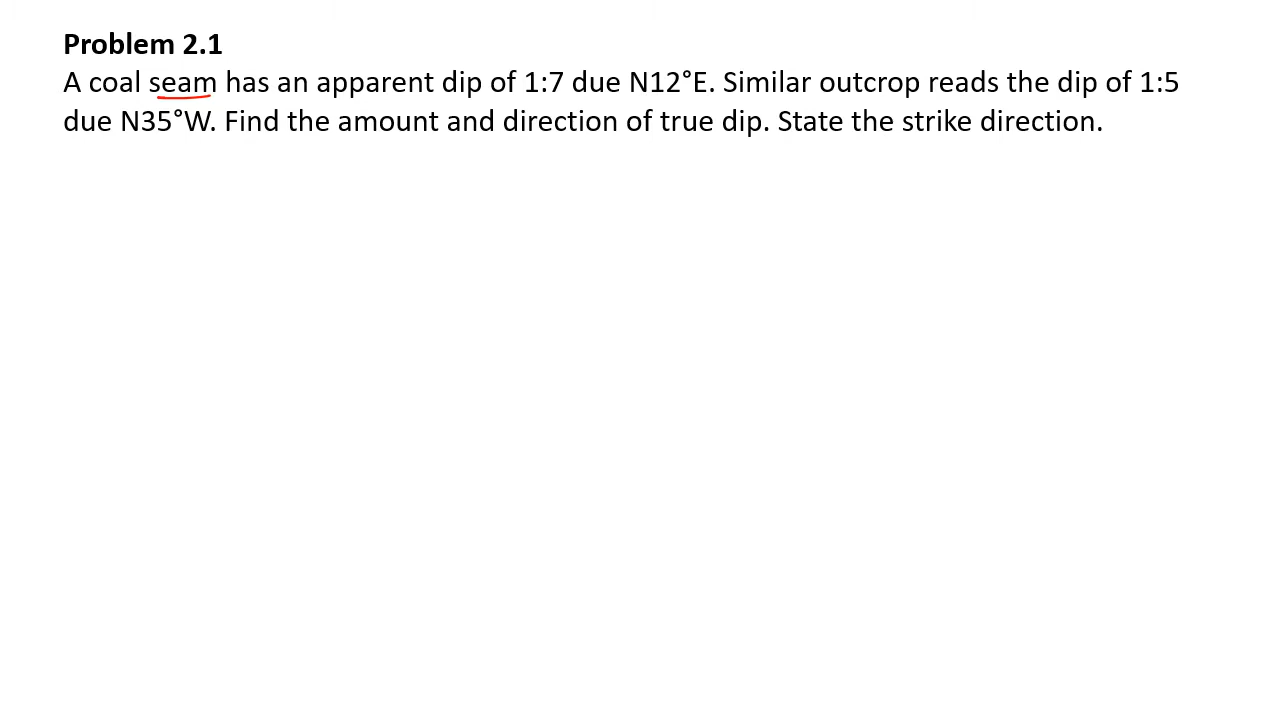 Problem 2.1
A coal seam has an apparent dip of 1:7 due N12°E. Similar outcrop reads the dip of 1:5
due N35°W. Find the amount and direction of true dip. State the strike direction.